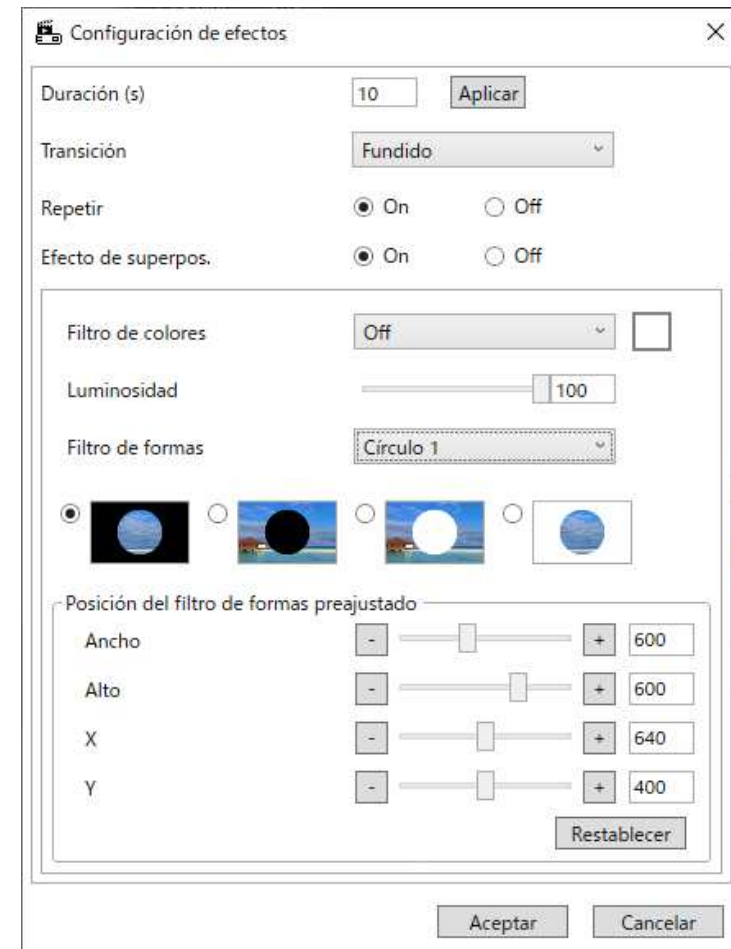 Configuración de efectos
Duración (s) 10 Aplicar
Transición Fundido
Repetir On Off
Efecto de superpos. On Off
Filtro de colores Off
Luminosidad 100
Filtro de formas Círculo 1
Posición del filtro de formas preajustado
Ancho - + 600
Alto - + 600
X - + 640
Y - + 400
Restablecer
Aceptar Cancelar